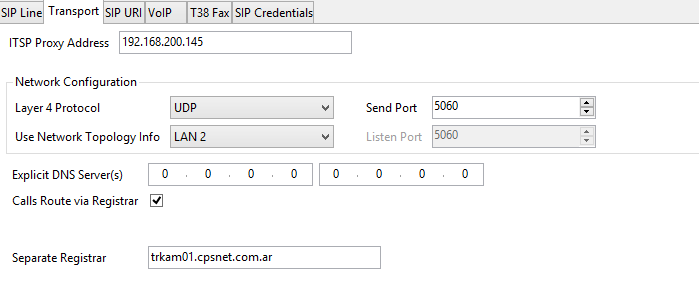 SIP Line Transport SIP URI VoIP T38 Fax SIP Credentials
ITSP Proxy Address 192.168.200.145
Network Configuration
Layer 4 Protocol UDP Send Port 5060
Use Network Topology Info LAN 2 Listen Port 5060
Explicit DNS Server(s) 0 . 0 . 0 . 0 0 . 0 . 0 . 0
Calls Route via Registrar
Separate Registrar trkam01.cpsnet.com.ar